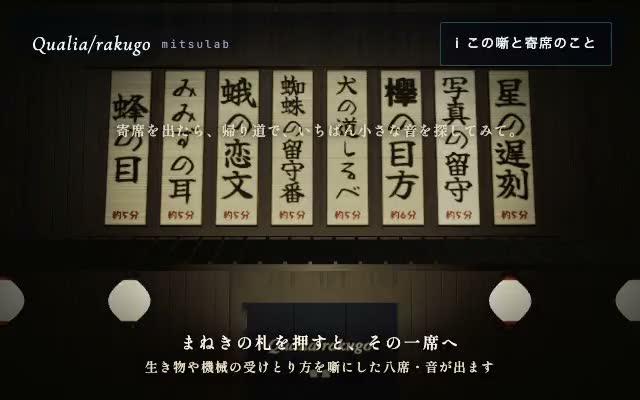 Qualia/rakugo mitsulab
i この噺と寄席のこと
星の遅刻
約5分
写真の留守
約5分
欅の目方
約6分
犬の道しるべ
約5分
蜘蛛の留守番
約5分
蛾の恋文
約5分
みみずの耳
約5分
蜂の目
約5分
寄席を出たら、帰り道で、いちばん小さな音を探してみて。
Qualia/rakugo
まねきの札を押すと、その一席へ
生き物や機械の受けとり方を噺にした八席・音が出ます